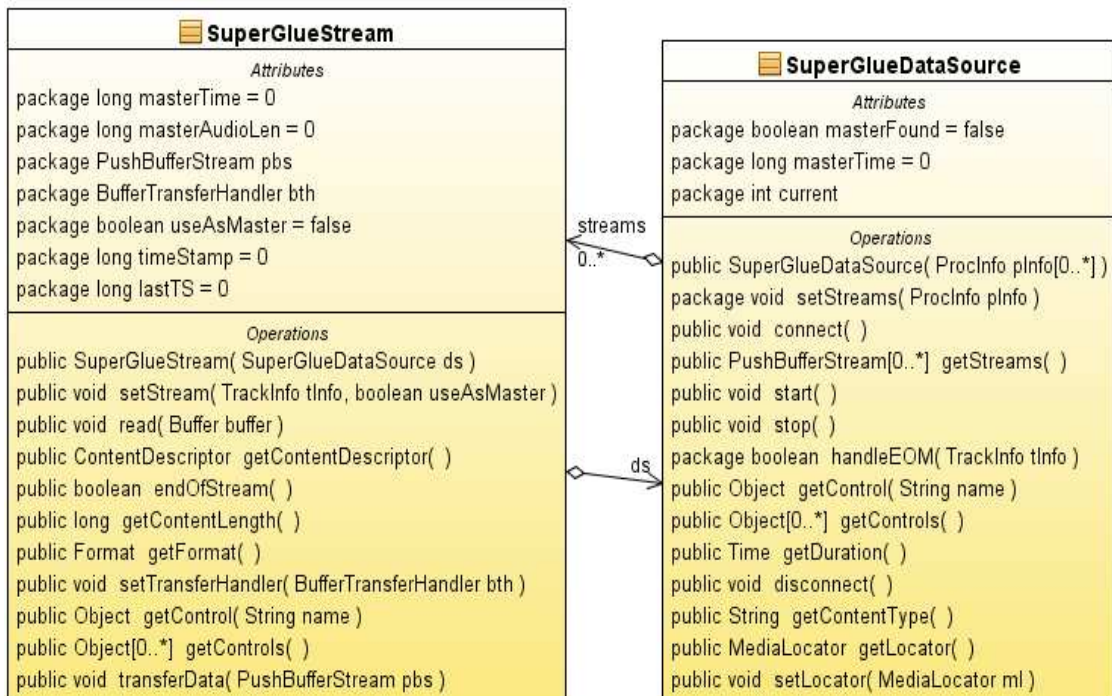 SuperGlueStream
Attributes
package long masterTime = 0
package long masterAudioLen = 0
package PushBufferStream pbs
package BufferTransferHandler bth
package boolean useAsMaster = false
package long timeStamp = 0
package long lastTS = 0
Operations
public SuperGlueStream( SuperGlueDataSource ds )
public void setStream( TrackInfo tInfo, boolean useAsMaster )
public void read( Buffer buffer )
public ContentDescriptor getContentDescriptor( )
public boolean endOfStream( )
public long getContentLength( )
public Format getFormat( )
public void setTransferHandler( BufferTransferHandler bth )
public Object getControl( String name )
public Object[0..*] getControls( )
public void transferData( PushBufferStream pbs )
streams
0..*
ds
SuperGlueDataSource
Attributes
package boolean masterFound = false
package long masterTime = 0
package int current
Operations
public SuperGlueDataSource( ProcInfo pInfo[0..*] )
package void setStreams( ProcInfo pInfo )
public void connect( )
public PushBufferStream[0..*] getStreams( )
public void start( )
public void stop( )
package boolean handleEOM( TrackInfo tInfo )
public Object getControl( String name )
public Object[0..*] getControls( )
public Time getDuration( )
public void disconnect( )
public String getContentType( )
public MediaLocator getLocator( )
public void setLocator( MediaLocator ml )